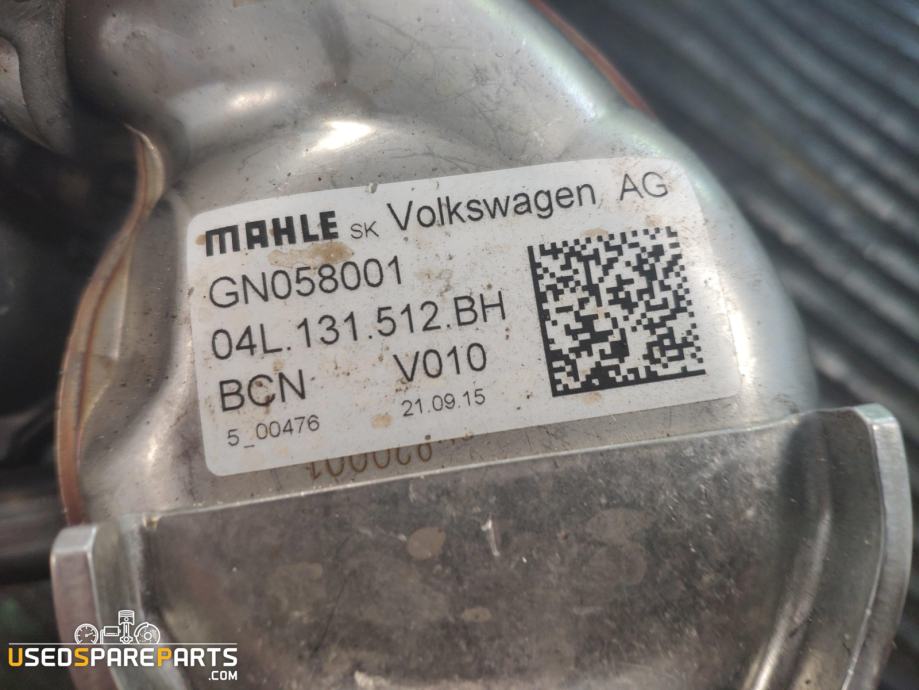 MAHLE SK Volkswagen AG
GN058001
04L.131.512.BH
BCN V010
5_00476 21.09.15
USEDSPAREPARTS
.COM